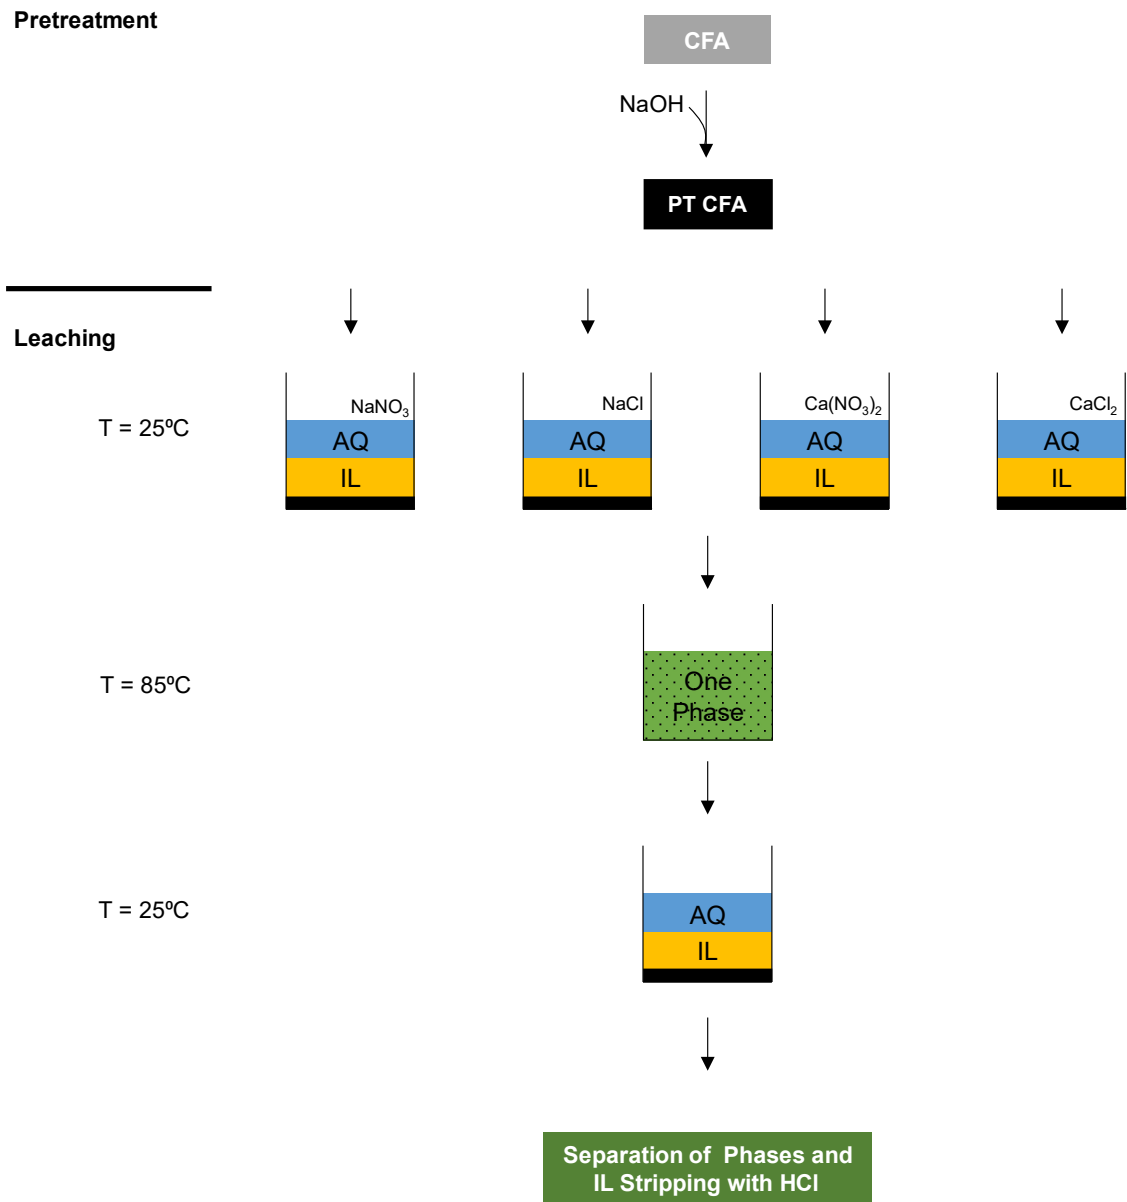 Pretreatment
CFA
NaOH
PT CFA
Leaching
T = 25ºC
NaNO₃
AQ
IL
NaCl
AQ
IL
Ca(NO₃)₂
AQ
IL
CaCl₂
AQ
IL
T = 85ºC
One
Phase
T = 25ºC
AQ
IL
Separation of Phases and
IL Stripping with HCl